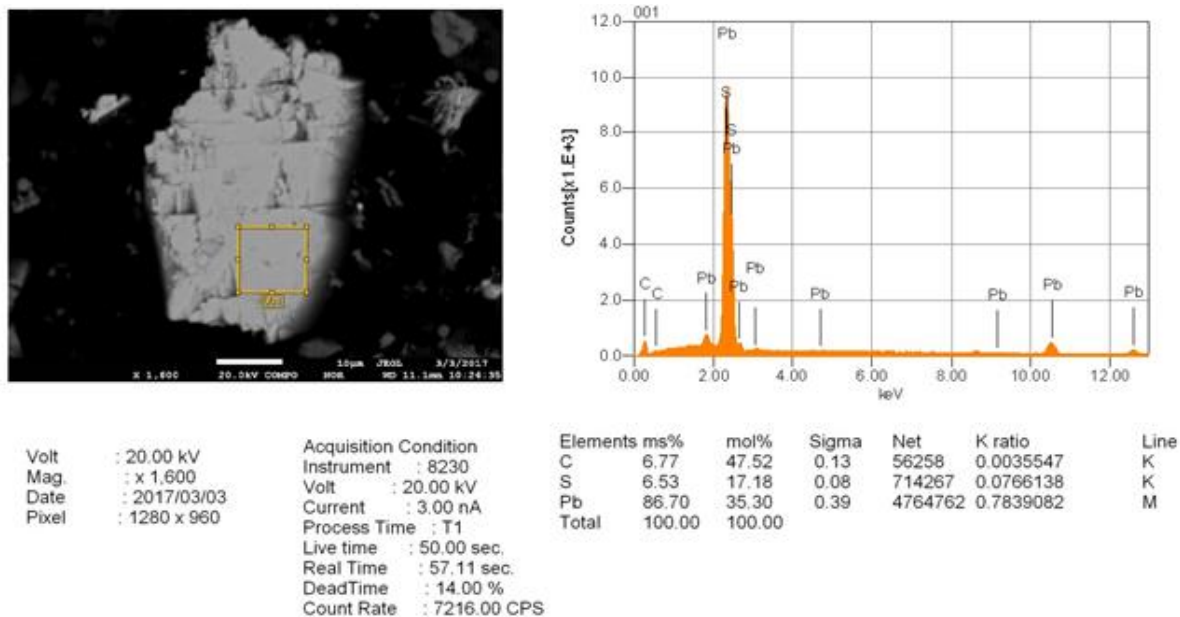 10µm JEOL 3/3/2017
X 1,600 20.0kV COMPO NOR WD 11.1mm 10:24:35
12.0
001
Pb
10.0
S
S
Pb
8.0
6.0
4.0
2.0
0.0
Counts[x1.E+3]
C
C
Pb
Pb
Pb
Pb
Pb
Pb
Pb
0.00 2.00 4.00 6.00 8.00 10.00 12.00
keV
Volt : 20.00 kV
Mag. : x 1,600
Date : 2017/03/03
Pixel : 1280 x 960
Acquisition Condition
Instrument : 8230
Volt : 20.00 kV
Current : 3.00 nA
Process Time : T1
Live time : 50.00 sec.
Real Time : 57.11 sec.
DeadTime : 14.00 %
Count Rate : 7216.00 CPS
Elements ms% mol% Sigma Net K ratio Line
C 6.77 47.52 0.13 56258 0.0035547 K
S 6.53 17.18 0.08 714267 0.0766138 K
Pb 86.70 35.30 0.39 4764762 0.7839082 M
Total 100.00 100.00